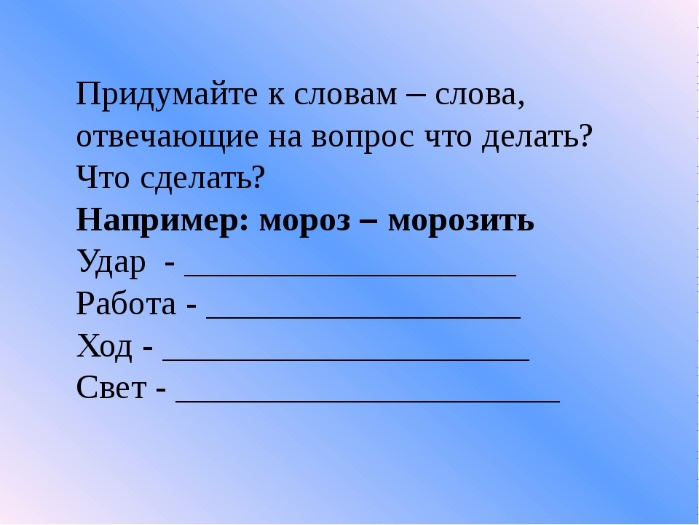 Придумайте к словам – слова,
отвечающие на вопрос что делать?
Что сделать?
Например: мороз – морозить
Удар - ____________________
Работа - ___________________
Ход - ______________________
Свет - _______________________